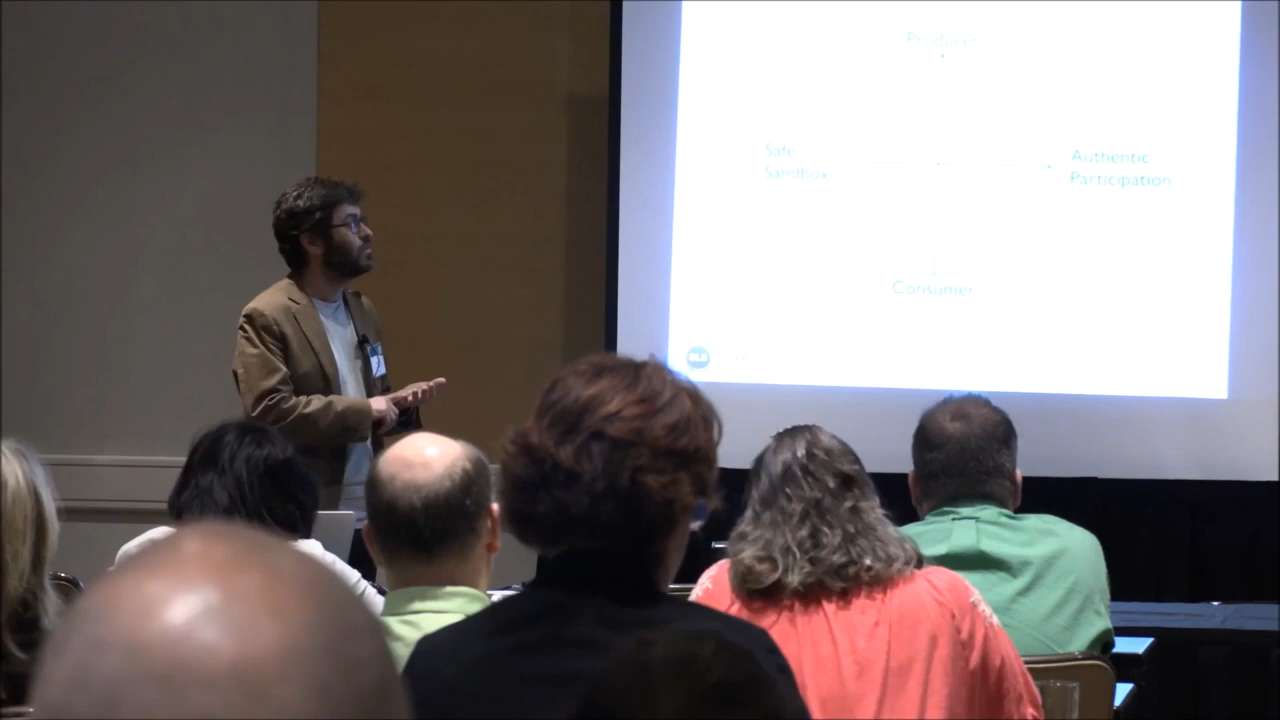 Producer
Safe
Sandbox
Authentic
Participation
Consumer